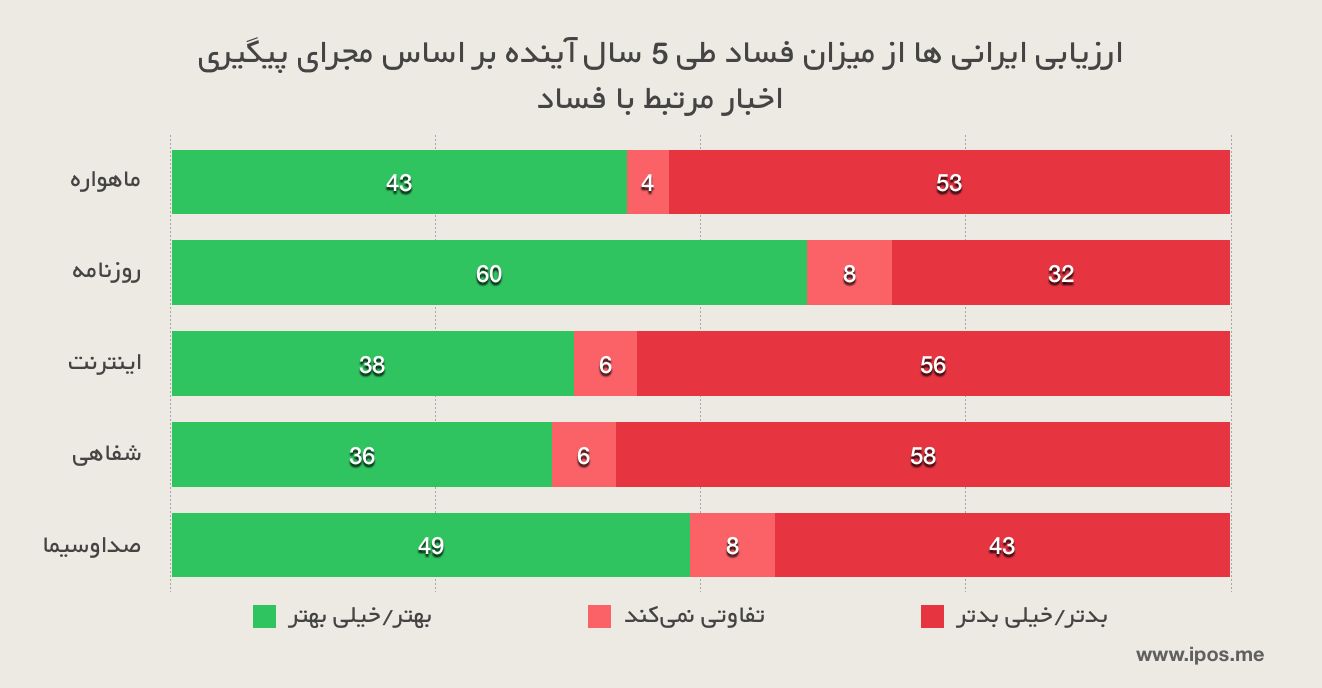 ارزیابی ایرانی ها از میزان فساد طی 5 سال آینده بر اساس مجرای پیگیری
اخبار مرتبط با فساد
ماهواره 43 4 53
روزنامه 60 8 32
اینترنت 38 6 56
شفاهی 36 6 58
صداوسیما 49 8 43
بهتر/خیلی بهتر تفاوتی نمی‌کند بدتر/خیلی بدتر
www.ipos.me